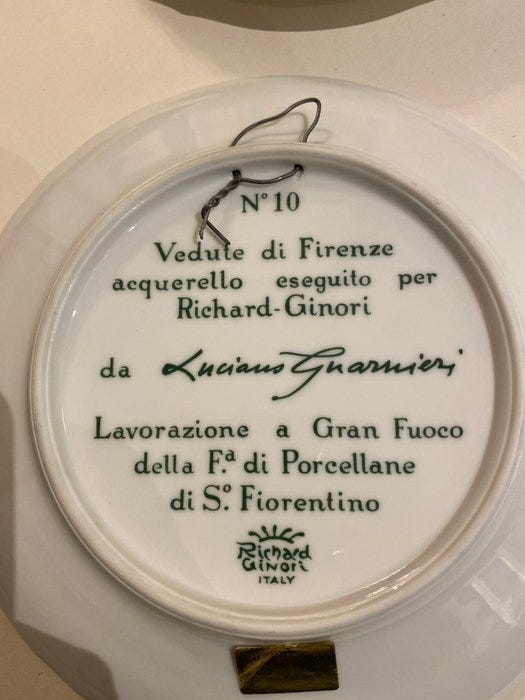 N° 10
Vedute di Firenze
acquerello eseguito per
Richard-Ginori
da Luciano Guarnieri
Lavorazione a Gran Fuoco
della F.ª di Porcellane
di S.º Fiorentino
Richard
Ginori
ITALY